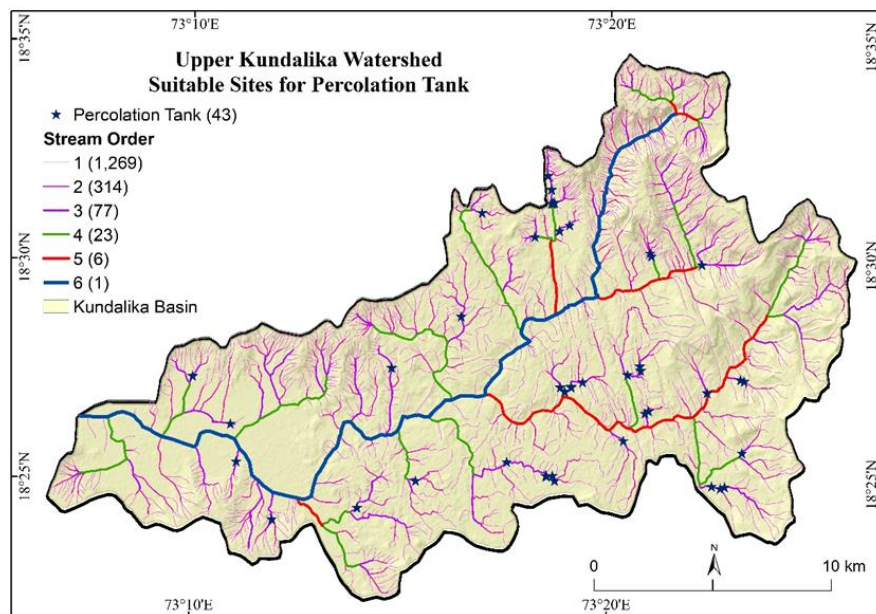 73°10'E
73°20'E
18°35'N
18°35'N
Upper Kundalika Watershed
Suitable Sites for Percolation Tank
Percolation Tank (43)
Stream Order
1 (1,269)
2 (314)
3 (77)
4 (23)
5 (6)
6 (1)
Kundalika Basin
18°30'N
18°30'N
18°25'N
18°25'N
N
0
10 km
73°10'E
73°20'E